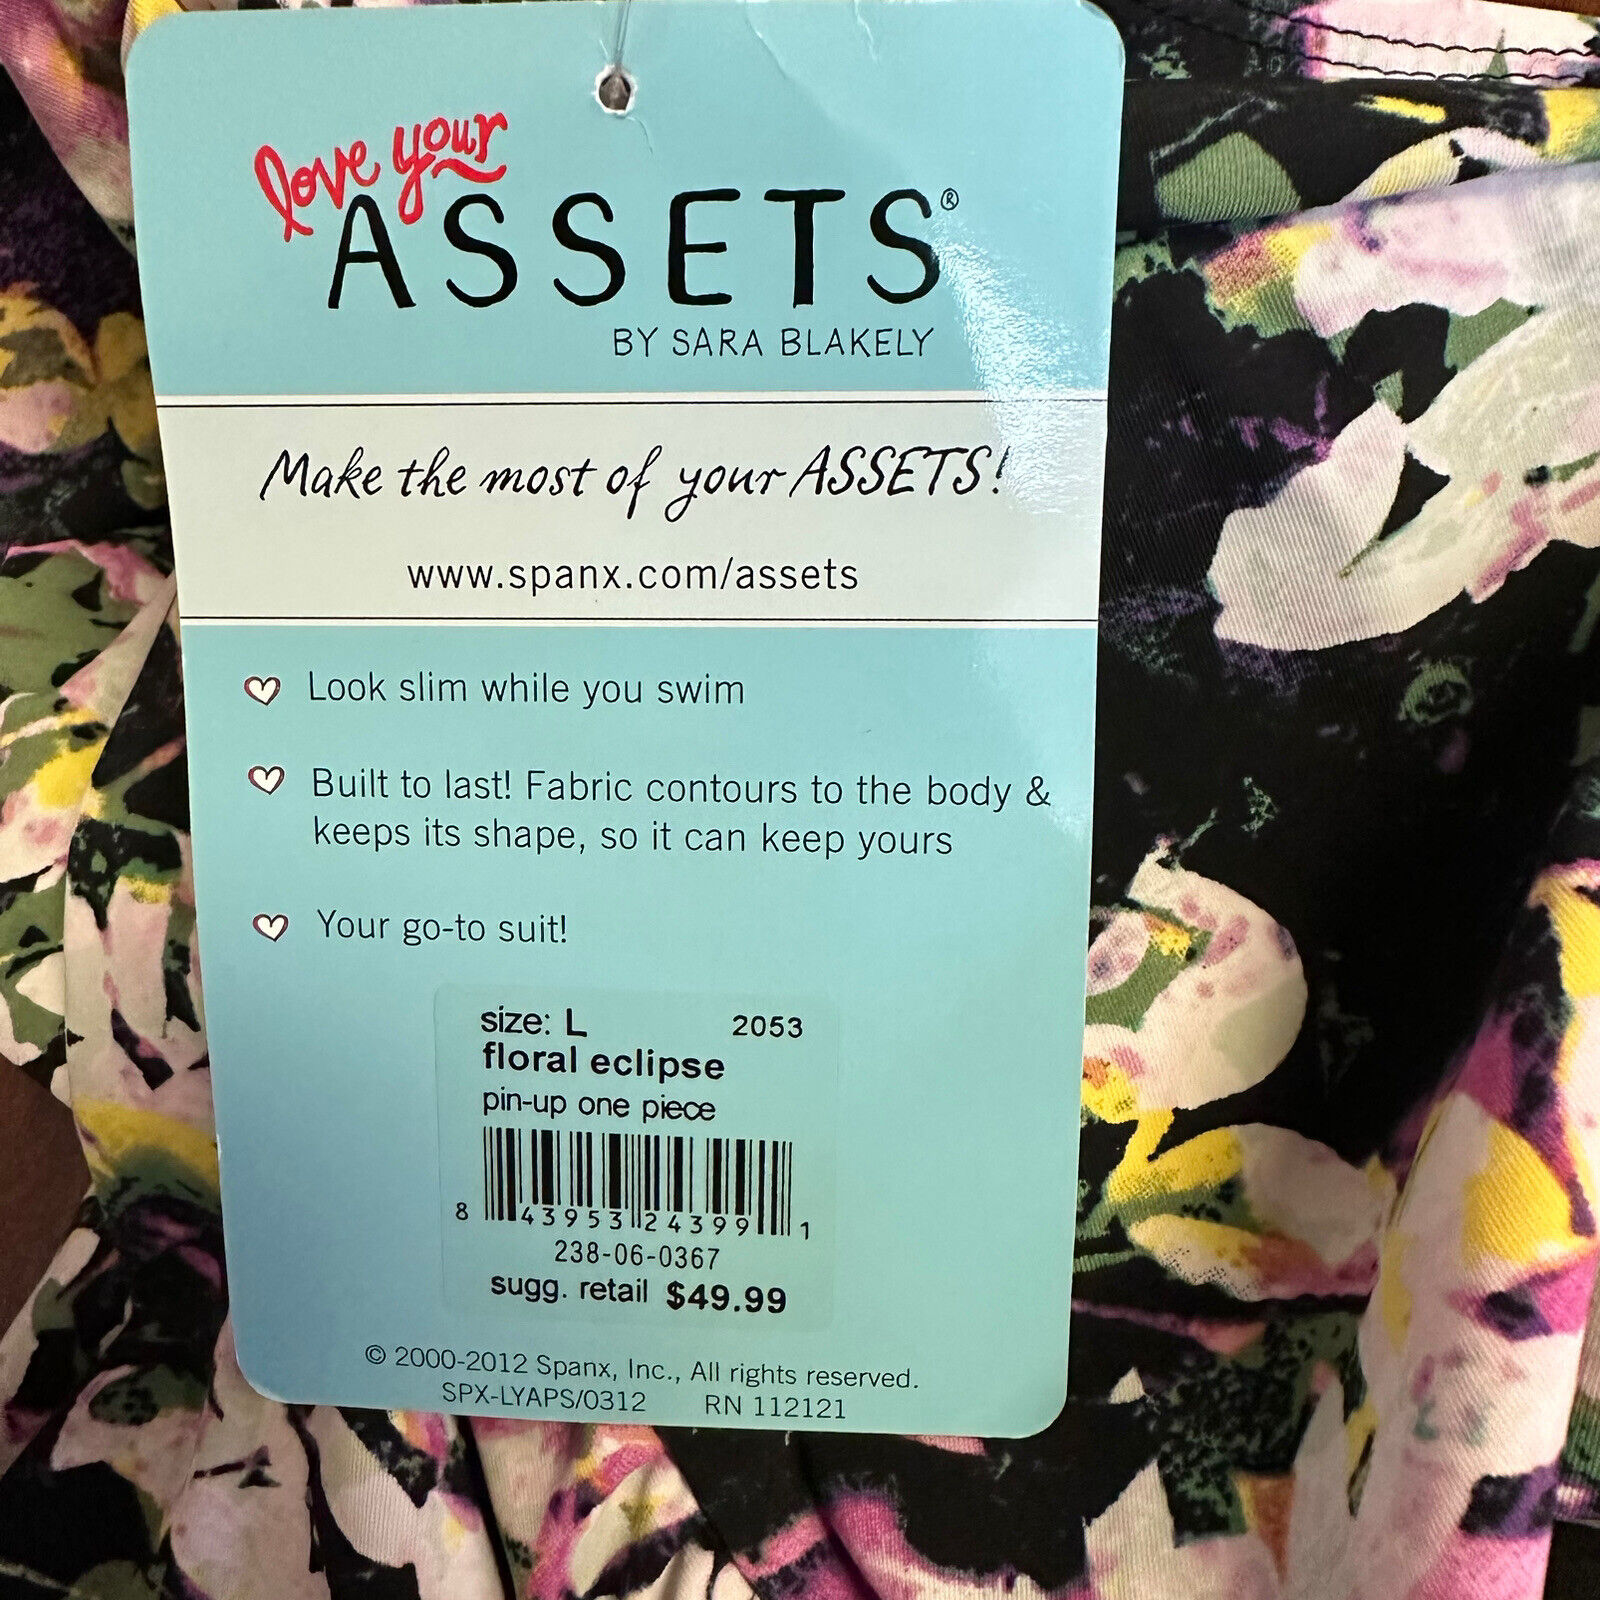 love your
ASSETS®
BY SARA BLAKELY
Make the most of your ASSETS!
www.spanx.com/assets
Look slim while you swim
Built to last! Fabric contours to the body &
keeps its shape, so it can keep yours
Your go-to suit!
size: L 2053
floral eclipse
pin-up one piece
8 43953 24399 1
238-06-0367
sugg. retail $49.99
© 2000-2012 Spanx, Inc., All rights reserved.
SPX-LYAPS/0312 RN 112121